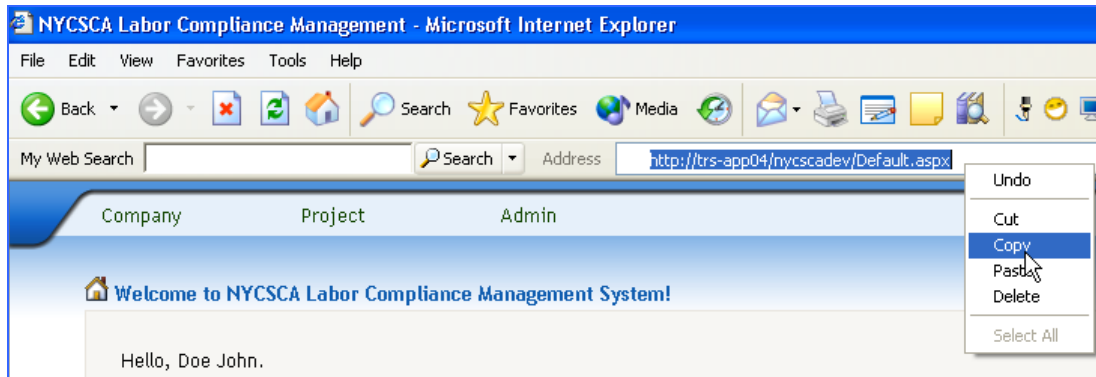 NYCSCA Labor Compliance Management - Microsoft Internet Explorer
File Edit View Favorites Tools Help
Back Search Favorites Media
My Web Search Search Address http://trs-app04/nycscadev/Default.aspx
Undo
Company Project Admin
Cut
Copy
Paste
Delete
Welcome to NYCSCA Labor Compliance Management System!
Select All
Hello, Doe John.